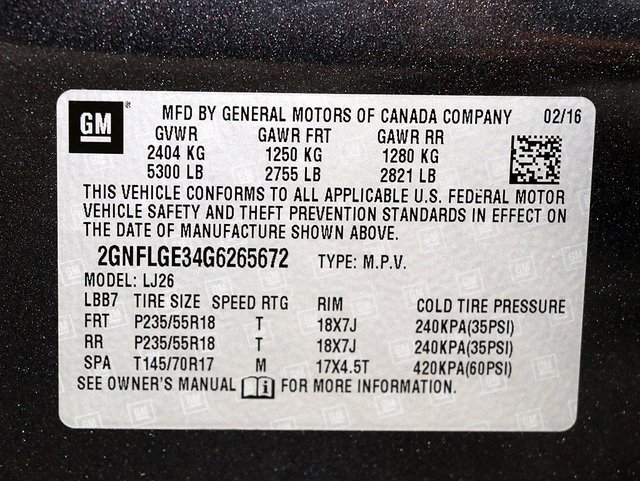 GM ®
MFD BY GENERAL MOTORS OF CANADA COMPANY 02/16
GVWR GAWR FRT GAWR RR
2404 KG 1250 KG 1280 KG
5300 LB 2755 LB 2821 LB
THIS VEHICLE CONFORMS TO ALL APPLICABLE U.S. FEDERAL MOTOR
VEHICLE SAFETY AND THEFT PREVENTION STANDARDS IN EFFECT ON
THE DATE OF MANUFACTURE SHOWN ABOVE.
2GNFLGE34G6265672 TYPE: M.P.V.
MODEL: LJ26
LBB7 TIRE SIZE SPEED RTG RIM COLD TIRE PRESSURE
FRT P235/55R18 T 18X7J 240KPA(35PSI)
RR P235/55R18 T 18X7J 240KPA(35PSI)
SPA T145/70R17 M 17X4.5T 420KPA(60PSI)
SEE OWNER'S MANUAL i FOR MORE INFORMATION.